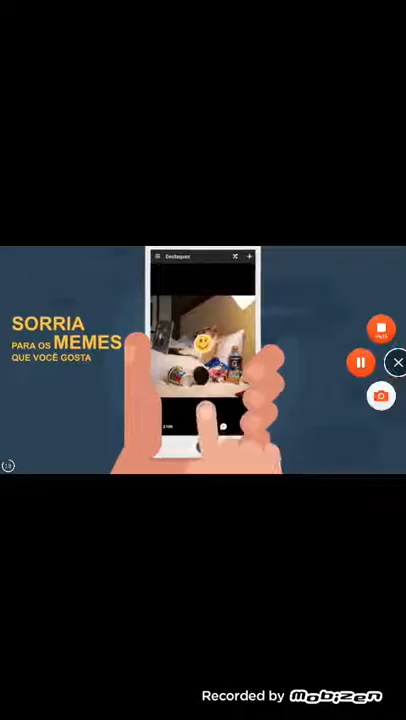 Destaques
SORRIA
PARA OS MEMES
QUE VOCÊ GOSTA
Recorded by Mobizen